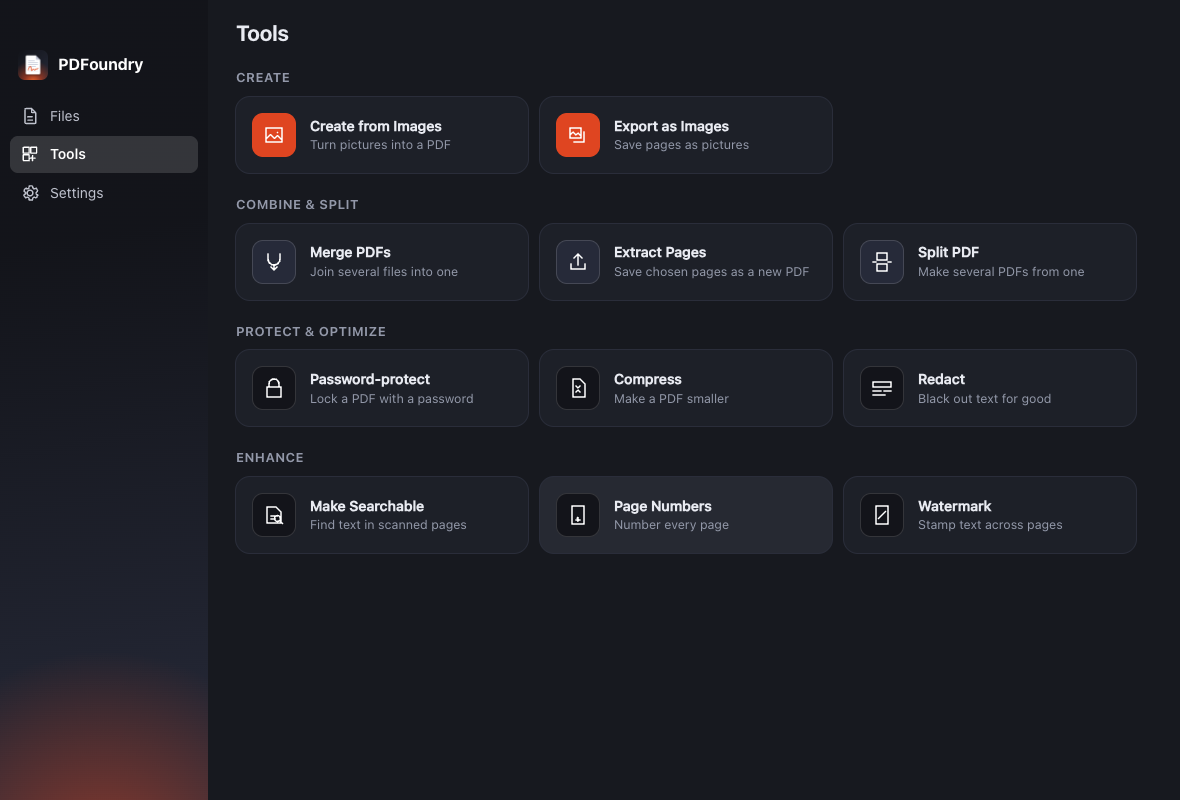 PDFoundry
Files
Tools
Settings
Tools
CREATE
Create from Images
Turn pictures into a PDF
Export as Images
Save pages as pictures
COMBINE & SPLIT
Merge PDFs
Join several files into one
Extract Pages
Save chosen pages as a new PDF
Split PDF
Make several PDFs from one
PROTECT & OPTIMIZE
Password-protect
Lock a PDF with a password
Compress
Make a PDF smaller
Redact
Black out text for good
ENHANCE
Make Searchable
Find text in scanned pages
Page Numbers
Number every page
Watermark
Stamp text across pages